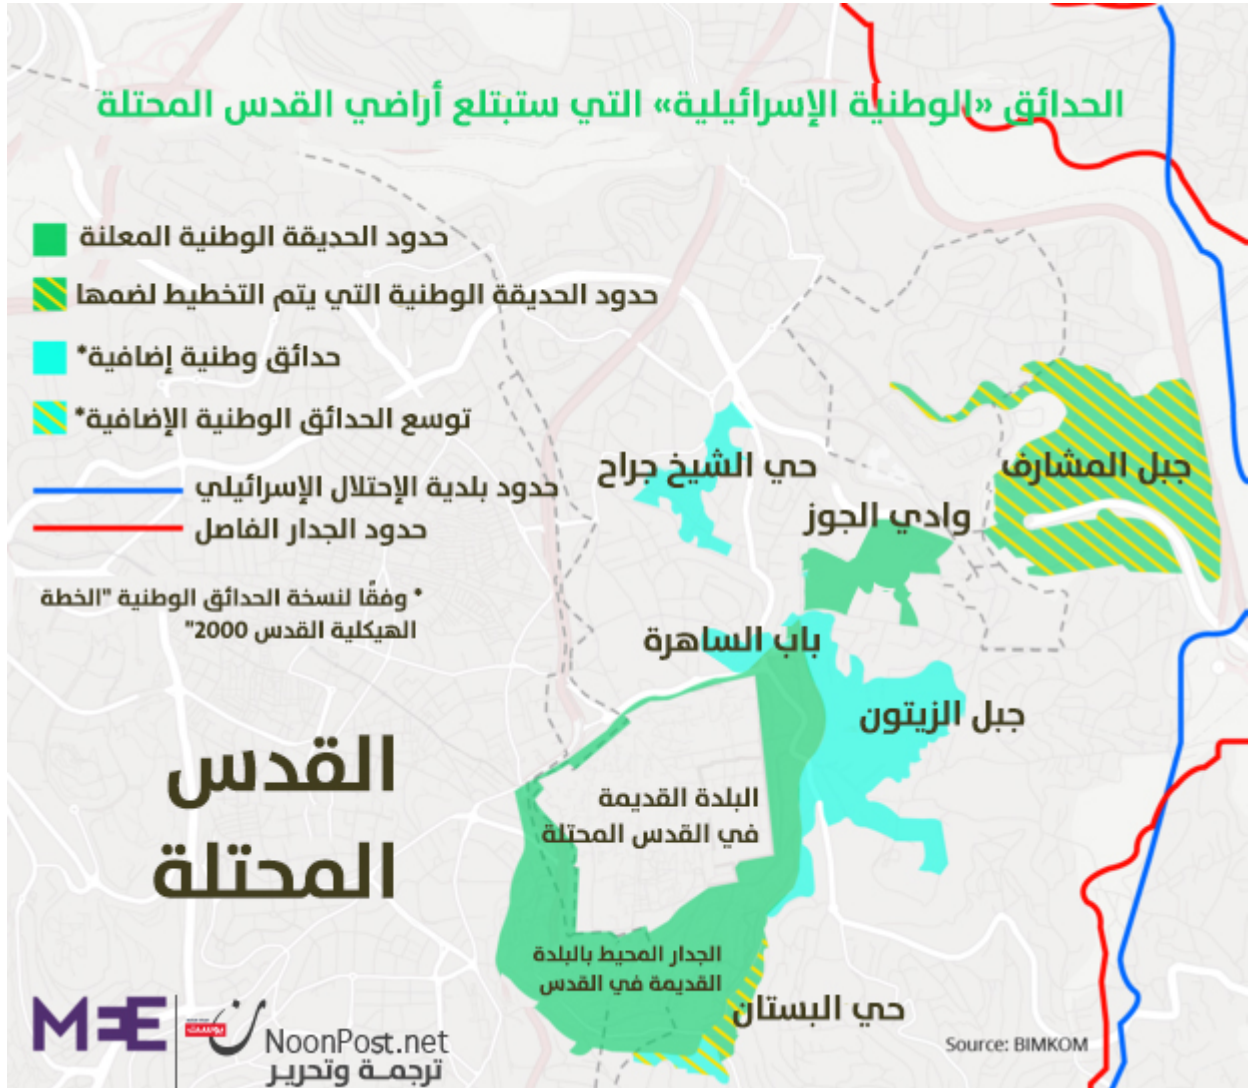 الحدائق «الوطنية الإسرائيلية» التي ستبتلع أراضي القدس المحتلة
حدود الحديقة الوطنية المعلنة
حدود الحديقة الوطنية التي يتم التخطيط لضمها
حدائق وطنية إضافية*
توسع الحدائق الوطنية الإضافية*
حدود بلدية الإحتلال الإسرائيلي
حدود الجدار الفاصل
* وفقًا لنسخة الحدائق الوطنية "الخطة
الهيكلية القدس 2000"
جبل المشارف
حي الشيخ جراح
وادي الجوز
باب الساهرة
جبل الزيتون
البلدة القديمة
في القدس المحتلة
القدس
المحتلة
الجدار المحيط بالبلدة
القديمة في القدس
حي البستان
Source: BIMKOM
MEE
ن بوست
NoonPost.net
ترجمـة وتحرير